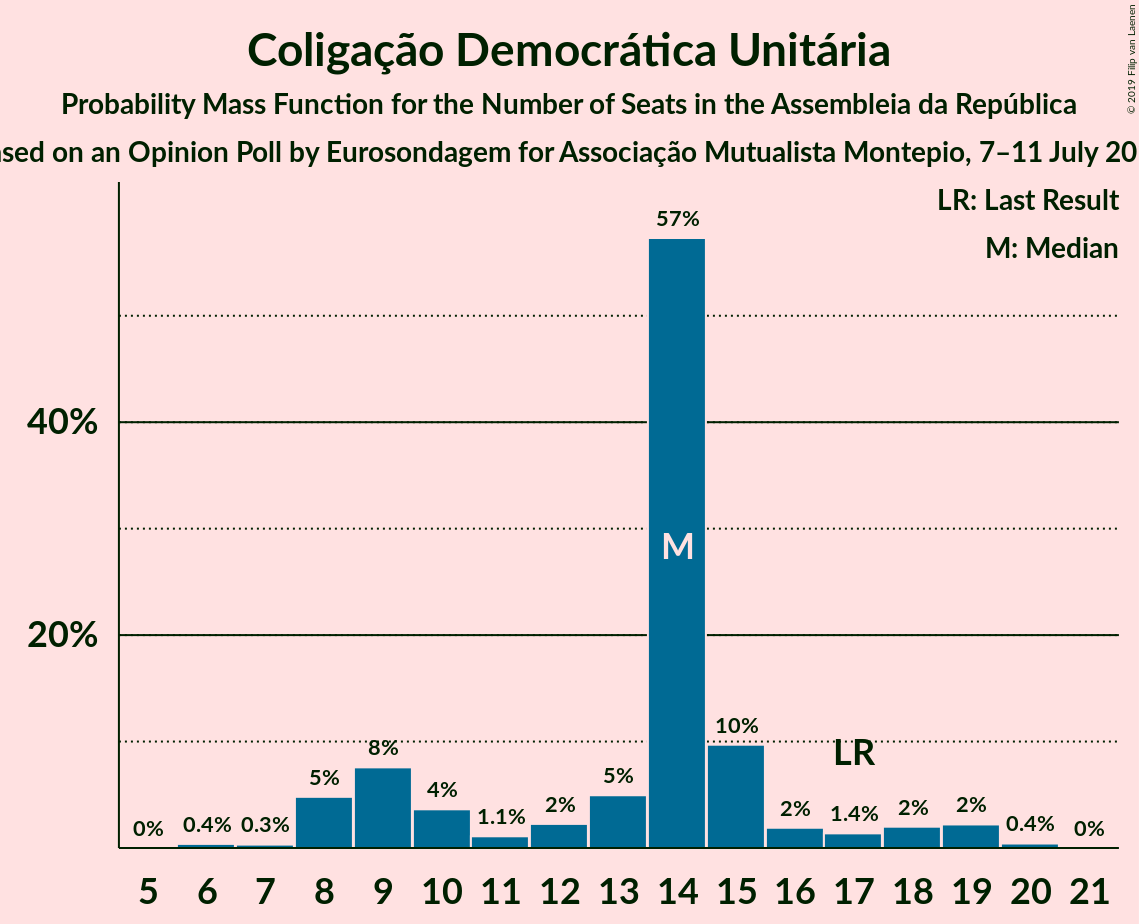 Coligação Democrática Unitária
Probability Mass Function for the Number of Seats in the Assembleia da República
on an Opinion Poll by Eurosondagem for Associação Mutualista Montepio, 7–11 July
© 2019 Filip van Laenen
LR: Last Result
M: Median
57%
40%
M
20%
10%
LR
8%
5%
5%
4%
2%
2%
2%
2%
1.4%
1.1%
0%
0.4%
0.3%
0.4%
0%
5 6 7 8 9 10 11 12 13 14 15 16 17 18 19 20 21